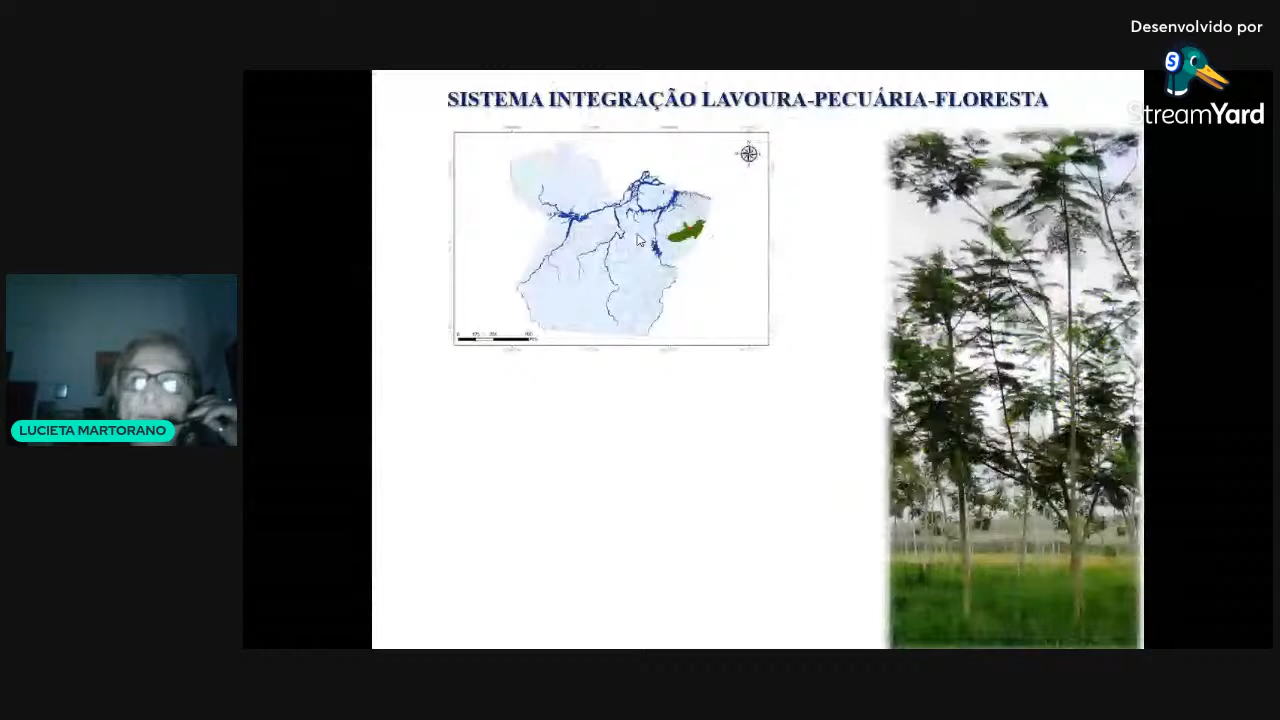 Desenvolvido por
StreamYard
SISTEMA INTEGRAÇÃO LAVOURA-PECUÁRIA-FLORESTA
LUCIETA MARTORANO